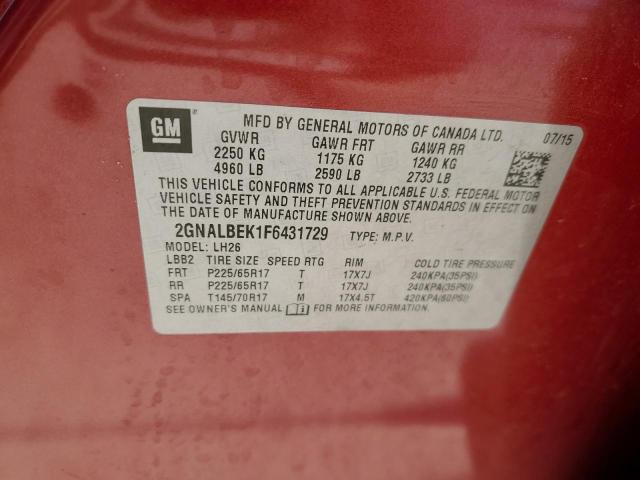 GM
MFD BY GENERAL MOTORS OF CANADA LTD. 07/15
GVWR GAWR FRT GAWR RR
2250 KG 1175 KG 1240 KG
4960 LB 2590 LB 2733 LB
THIS VEHICLE CONFORMS TO ALL APPLICABLE U.S. FEDERAL MOTOR
VEHICLE SAFETY AND THEFT PREVENTION STANDARDS IN EFFECT ON
THE DATE OF MANUFACTURE SHOWN ABOVE.
2GNALBEK1F6431729 TYPE: M.P.V.
MODEL: LH26
LBB2 TIRE SIZE SPEED RTG RIM COLD TIRE PRESSURE
FRT P225/65R17 T 17X7J 240KPA(35PSI)
RR P225/65R17 T 17X7J 240KPA(35PSI)
SPA T145/70R17 M 17X4.5T 420KPA(60PSI)
SEE OWNER'S MANUAL FOR MORE INFORMATION.